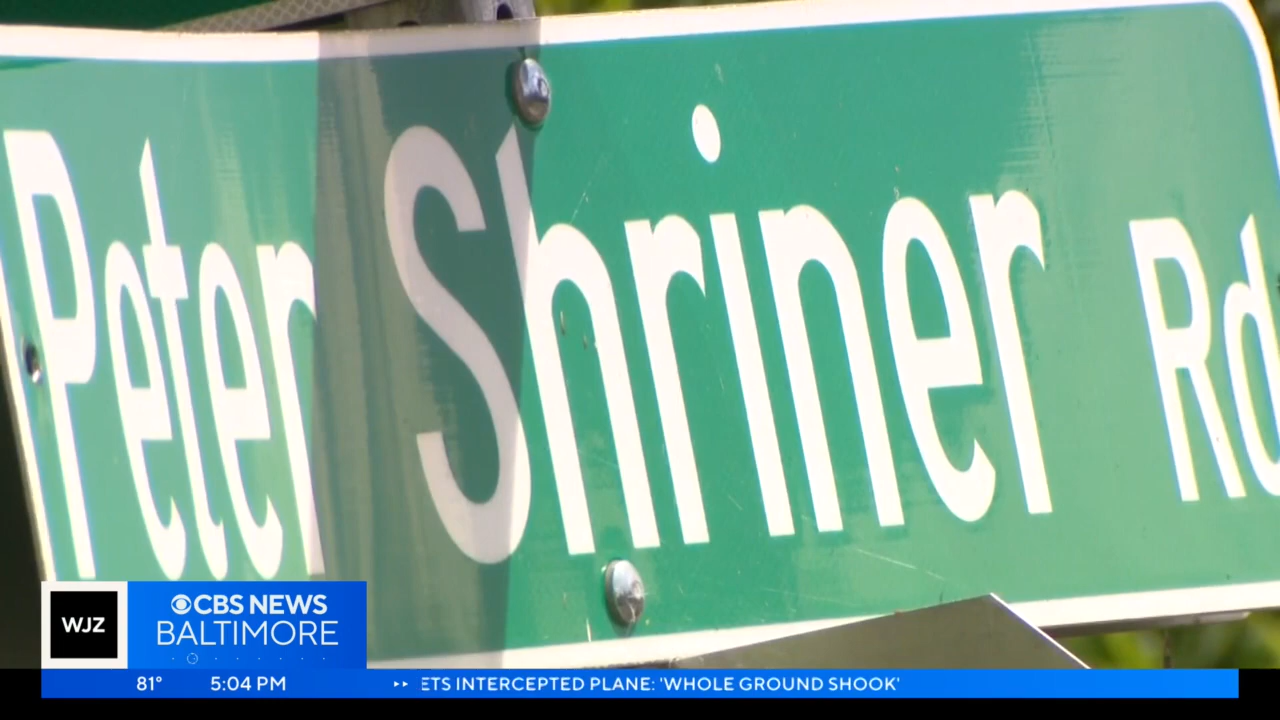 Peter Shriner Rd
WJZ
CBS NEWS
BALTIMORE
81° 5:04 PM ETS INTERCEPTED PLANE: 'WHOLE GROUND SHOOK'